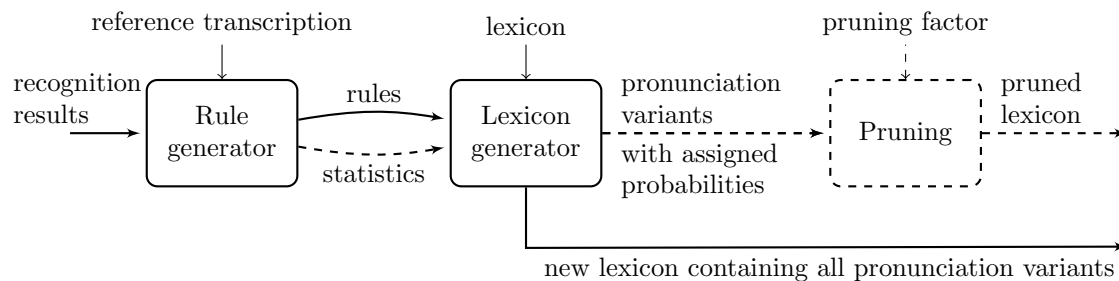 reference transcription
lexicon
pruning factor
recognition
results
Rule
generator
rules
statistics
Lexicon
generator
pronunciation
variants
with assigned
probabilities
Pruning
pruned
lexicon
new lexicon containing all pronunciation variants